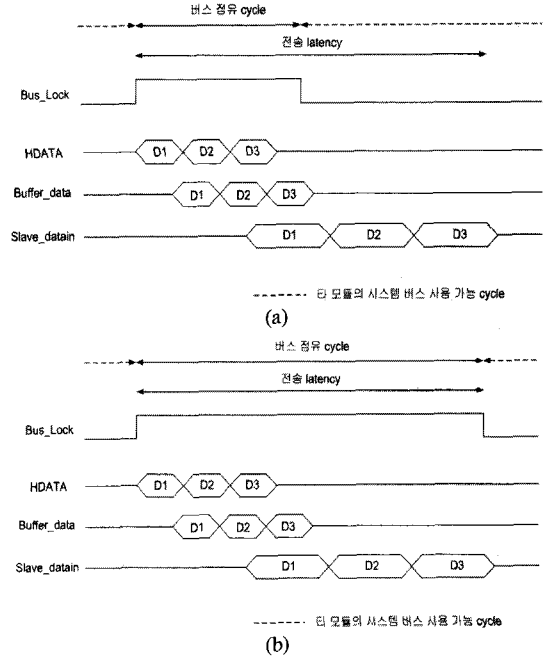 버스 점유 cycle
전송 latency
Bus_Lock
HDATA D1 D2 D3
Buffer_data D1 D2 D3
Slave_datain D1 D2 D3
타 모듈의 시스템 버스 사용 가능 cycle
(a)
버스 점유 cycle
전송 latency
Bus_Lock
HDATA D1 D2 D3
Buffer_data D1 D2 D3
Slave_datain D1 D2 D3
타 모듈의 시스템 버스 사용 가능 cycle
(b)